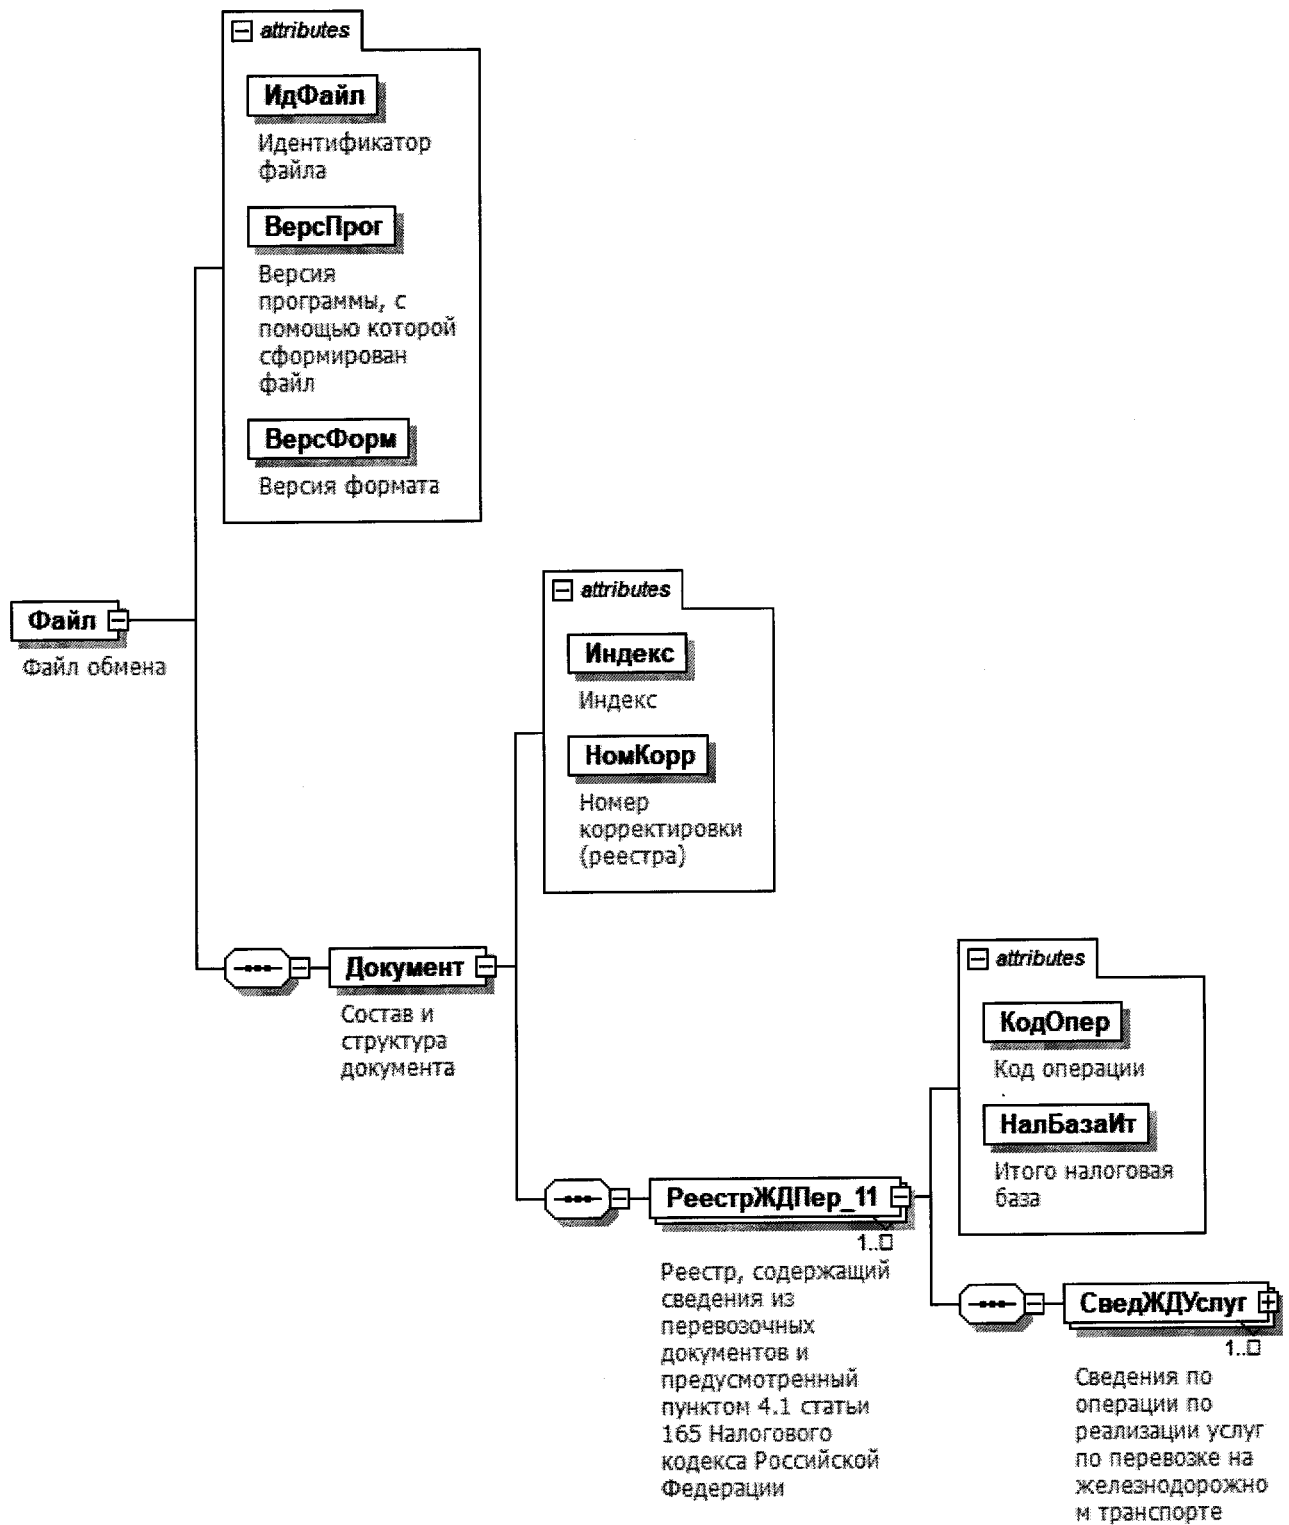 attributes
ИдФайл
Идентификатор
файла
ВерсПрог
Версия
программы, с
помощью которой
сформирован
файл
ВерсФорм
Версия формата
Файл
Файл обмена
attributes
Индекс
Индекс
НомКорр
Номер
корректировки
(реестра)
Документ
Состав и
структура
документа
attributes
КодОпер
Код операции
НалБазаИт
Итого налоговая
база
РеестрЖДПер_11
1..□
Реестр, содержащий
сведения из
перевозочных
документов и
предусмотренный
пунктом 4.1 статьи
165 Налогового
кодекса Российской
Федерации
СведЖДУслуг
1..□
Сведения по
операции по
реализации услуг
по перевозке на
железнодорожно
м транспорте